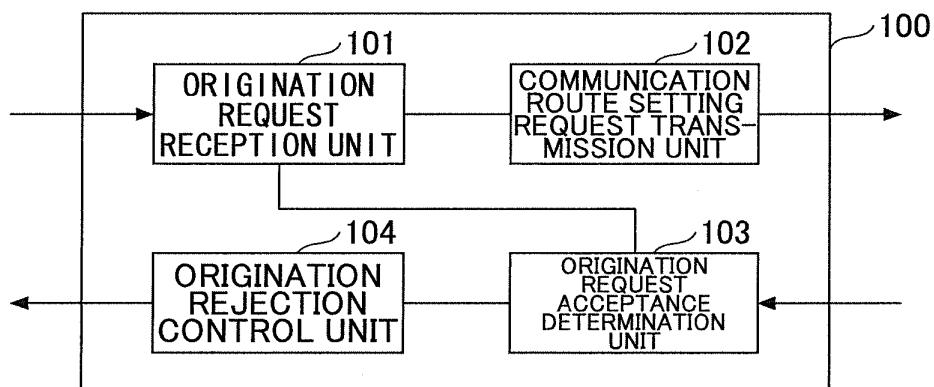 100
101
ORIGINATION
REQUEST
RECEPTION UNIT
102
COMMUNICATION
ROUTE SETTING
REQUEST TRANS-
MISSION UNIT
104
ORIGINATION
REJECTION
CONTROL UNIT
103
ORIGINATION
REQUEST
ACCEPTANCE
DETERMINATION
UNIT